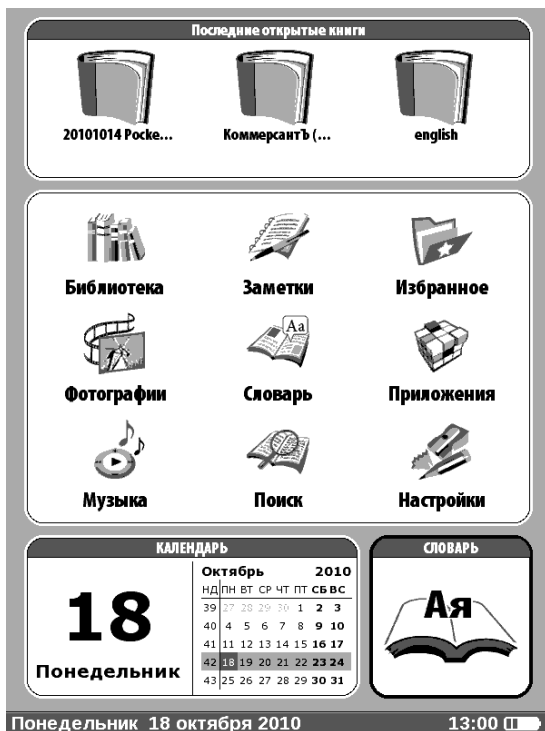 Последние открытые книги
20101014 Pocke... КоммерсантЪ (... english
Библиотека Заметки Избранное
Aa
Фотографии Словарь Приложения
Музыка Поиск Настройки
КАЛЕНДАРЬ
Октябрь 2010
НД ПН ВТ СР ЧТ ПТ СБ ВС
39 27 28 29 30 1 2 3
40 4 5 6 7 8 9 10
41 11 12 13 14 15 16 17
42 18 19 20 21 22 23 24
43 25 26 27 28 29 30 31
18
Понедельник
СЛОВАРЬ
Ая
Понедельник 18 октября 2010 13:00